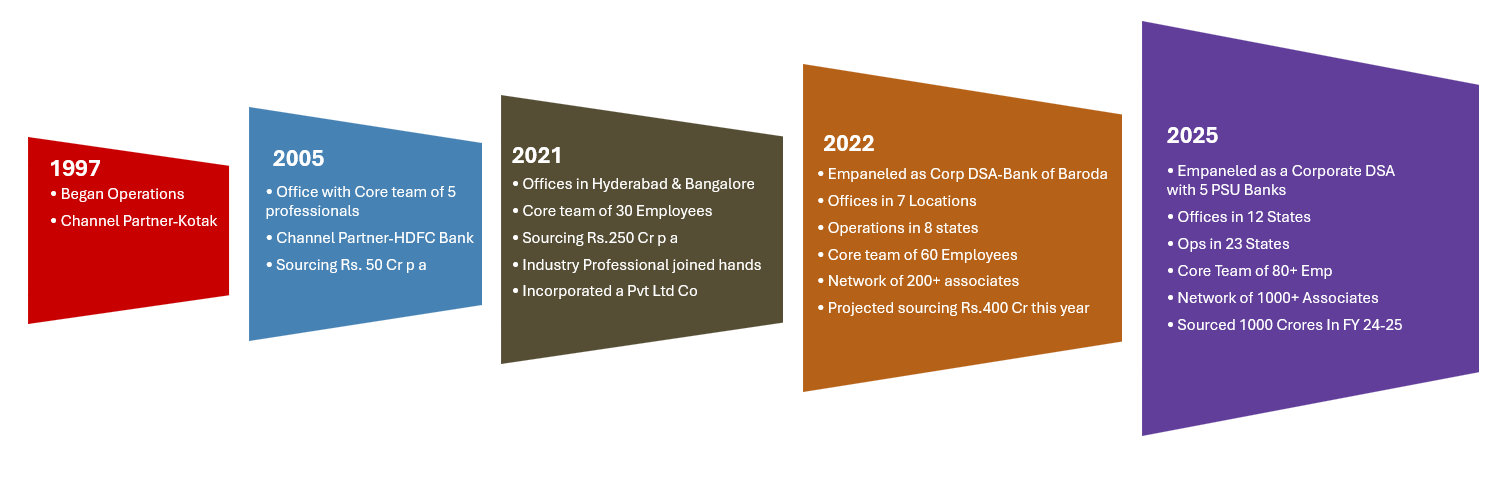 1997
• Began Operations
• Channel Partner-Kotak
2005
• Office with Core team of 5
professionals
• Channel Partner-HDFC Bank
• Sourcing Rs. 50 Cr p a
2021
• Offices in Hyderabad & Bangalore
• Core team of 30 Employees
• Sourcing Rs.250 Cr p a
• Industry Professional joined hands
• Incorporated a Pvt Ltd Co
2022
• Empaneled as Corp DSA-Bank of Baroda
• Offices in 7 Locations
• Operations in 8 states
• Core team of 60 Employees
• Network of 200+ associates
• Projected sourcing Rs.400 Cr this year
2025
• Empaneled as a Corporate DSA
with 5 PSU Banks
• Offices in 12 States
• Ops in 23 States
• Core Team of 80+ Emp
• Network of 1000+ Associates
• Sourced 1000 Crores In FY 24-25